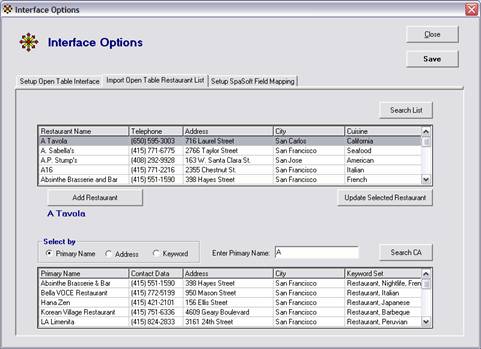 Interface Options
Interface Options
Close
Save
Setup Open Table Interface Import Open Table Restaurant List Setup SpaSoft Field Mapping
Search List
Restaurant Name Telephone Address City Cuisine
A Tavola (650) 595-3003 716 Laurel Street San Carlos California
A. Sabella's (415) 771-6775 2766 Taylor Street San Francisco Seafood
A.P. Stump's (408) 292-9928 163 W. Santa Clara St. San Jose American
A16 (415) 771-2216 2355 Chestnut St. San Francisco Italian
Absinthe Brasserie and Bar (415) 551-1590 398 Hayes Street San Francisco French
Add Restaurant Update Selected Restaurant
A Tavola
Select by
Primary Name Address Keyword Enter Primary Name: A Search CA
Primary Name Contact Data Address City Keyword Set
Absinthe Brasserie & Bar (415) 551-1590 398 Hayes Street San Francisco Restaurant, Nightlife, Fren
Bella VOCE Restaurant (415) 772-5199 950 Mason Street San Francisco Restaurant, Italian
Hana Zen (415) 421-2101 156 Ellis Street San Francisco Restaurant, Japanese
Korean Village Restaurant (415) 751-6336 4609 Geary Boulevard San Francisco Restaurant, Barbeque
LA Limenita (415) 824-2833 3161 24th Street San Francisco Restaurant, Peruvian